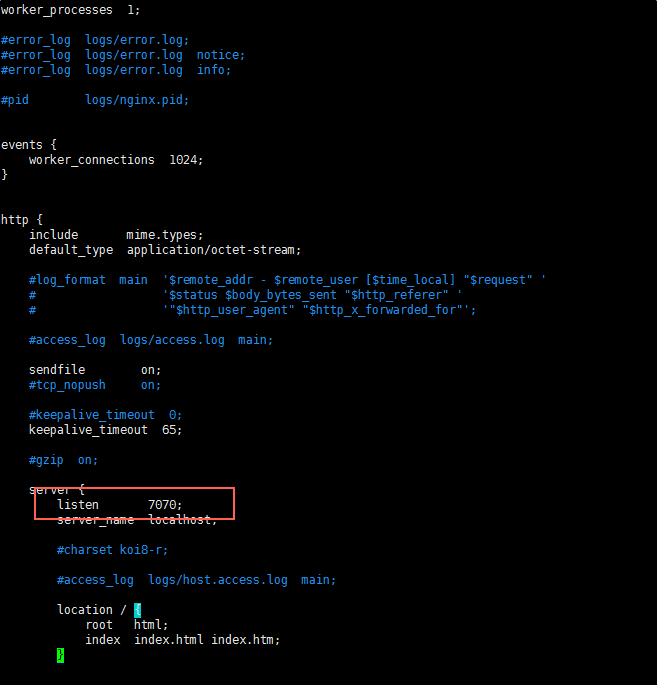 worker_processes  1;
#error_log  logs/error.log;
#error_log  logs/error.log  notice;
#error_log  logs/error.log  info;
#pid        logs/nginx.pid;
events {
    worker_connections  1024;
}
http {
    include       mime.types;
    default_type  application/octet-stream;
    #log_format  main  '$remote_addr - $remote_user [$time_local] "$request" '
    #                  '$status $body_bytes_sent "$http_referer" '
    #                  '"$http_user_agent" "$http_x_forwarded_for"';
    #access_log  logs/access.log  main;
    sendfile        on;
    #tcp_nopush     on;
    #keepalive_timeout  0;
    keepalive_timeout  65;
    #gzip  on;
    server {
        listen       7070;
        server_name  localhost;
        #charset koi8-r;
        #access_log  logs/host.access.log  main;
        location / {
            root   html;
            index  index.html index.htm;
        }